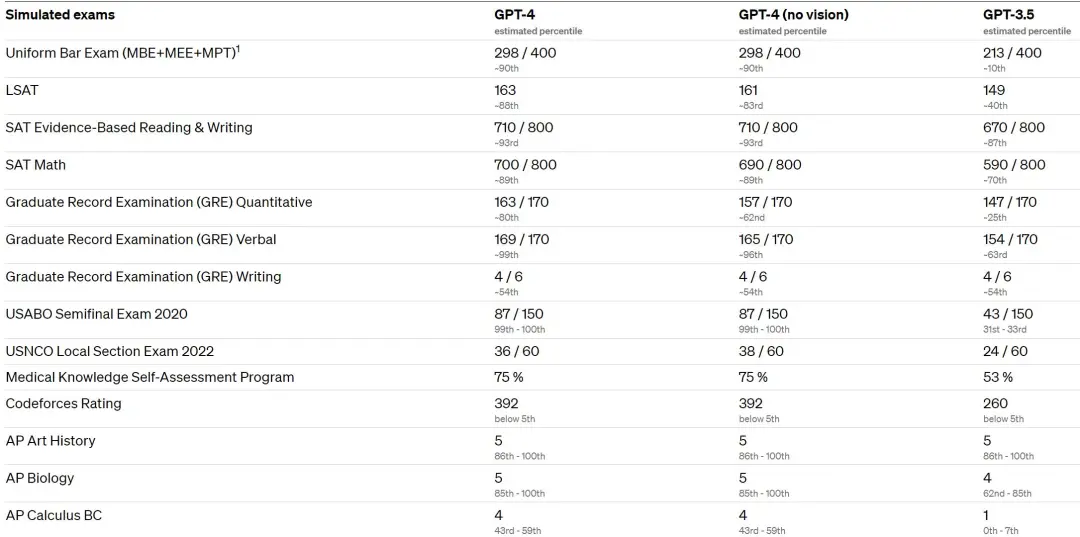 Simulated exams GPT-4 GPT-4 (no vision) GPT-3.5
estimated percentile estimated percentile estimated percentile
Uniform Bar Exam (MBE+MEE+MPT)¹ 298 / 400 298 / 400 213 / 400
~90th ~90th ~10th
LSAT 163 161 149
~88th ~83rd ~40th
SAT Evidence-Based Reading & Writing 710 / 800 710 / 800 670 / 800
~93rd ~93rd ~87th
SAT Math 700 / 800 690 / 800 590 / 800
~89th ~89th ~70th
Graduate Record Examination (GRE) Quantitative 163 / 170 157 / 170 147 / 170
~80th ~62nd ~25th
Graduate Record Examination (GRE) Verbal 169 / 170 165 / 170 154 / 170
~99th ~96th ~63rd
Graduate Record Examination (GRE) Writing 4 / 6 4 / 6 4 / 6
~54th ~54th ~54th
USABO Semifinal Exam 2020 87 / 150 87 / 150 43 / 150
99th - 100th 99th - 100th 31st - 33rd
USNCO Local Section Exam 2022 36 / 60 38 / 60 24 / 60
Medical Knowledge Self-Assessment Program 75 % 75 % 53 %
Codeforces Rating 392 392 260
below 5th below 5th below 5th
AP Art History 5 5 5
86th - 100th 86th - 100th 86th - 100th
AP Biology 5 5 4
85th - 100th 85th - 100th 62nd - 85th
AP Calculus BC 4 4 1
43rd - 59th 43rd - 59th 0th - 7th